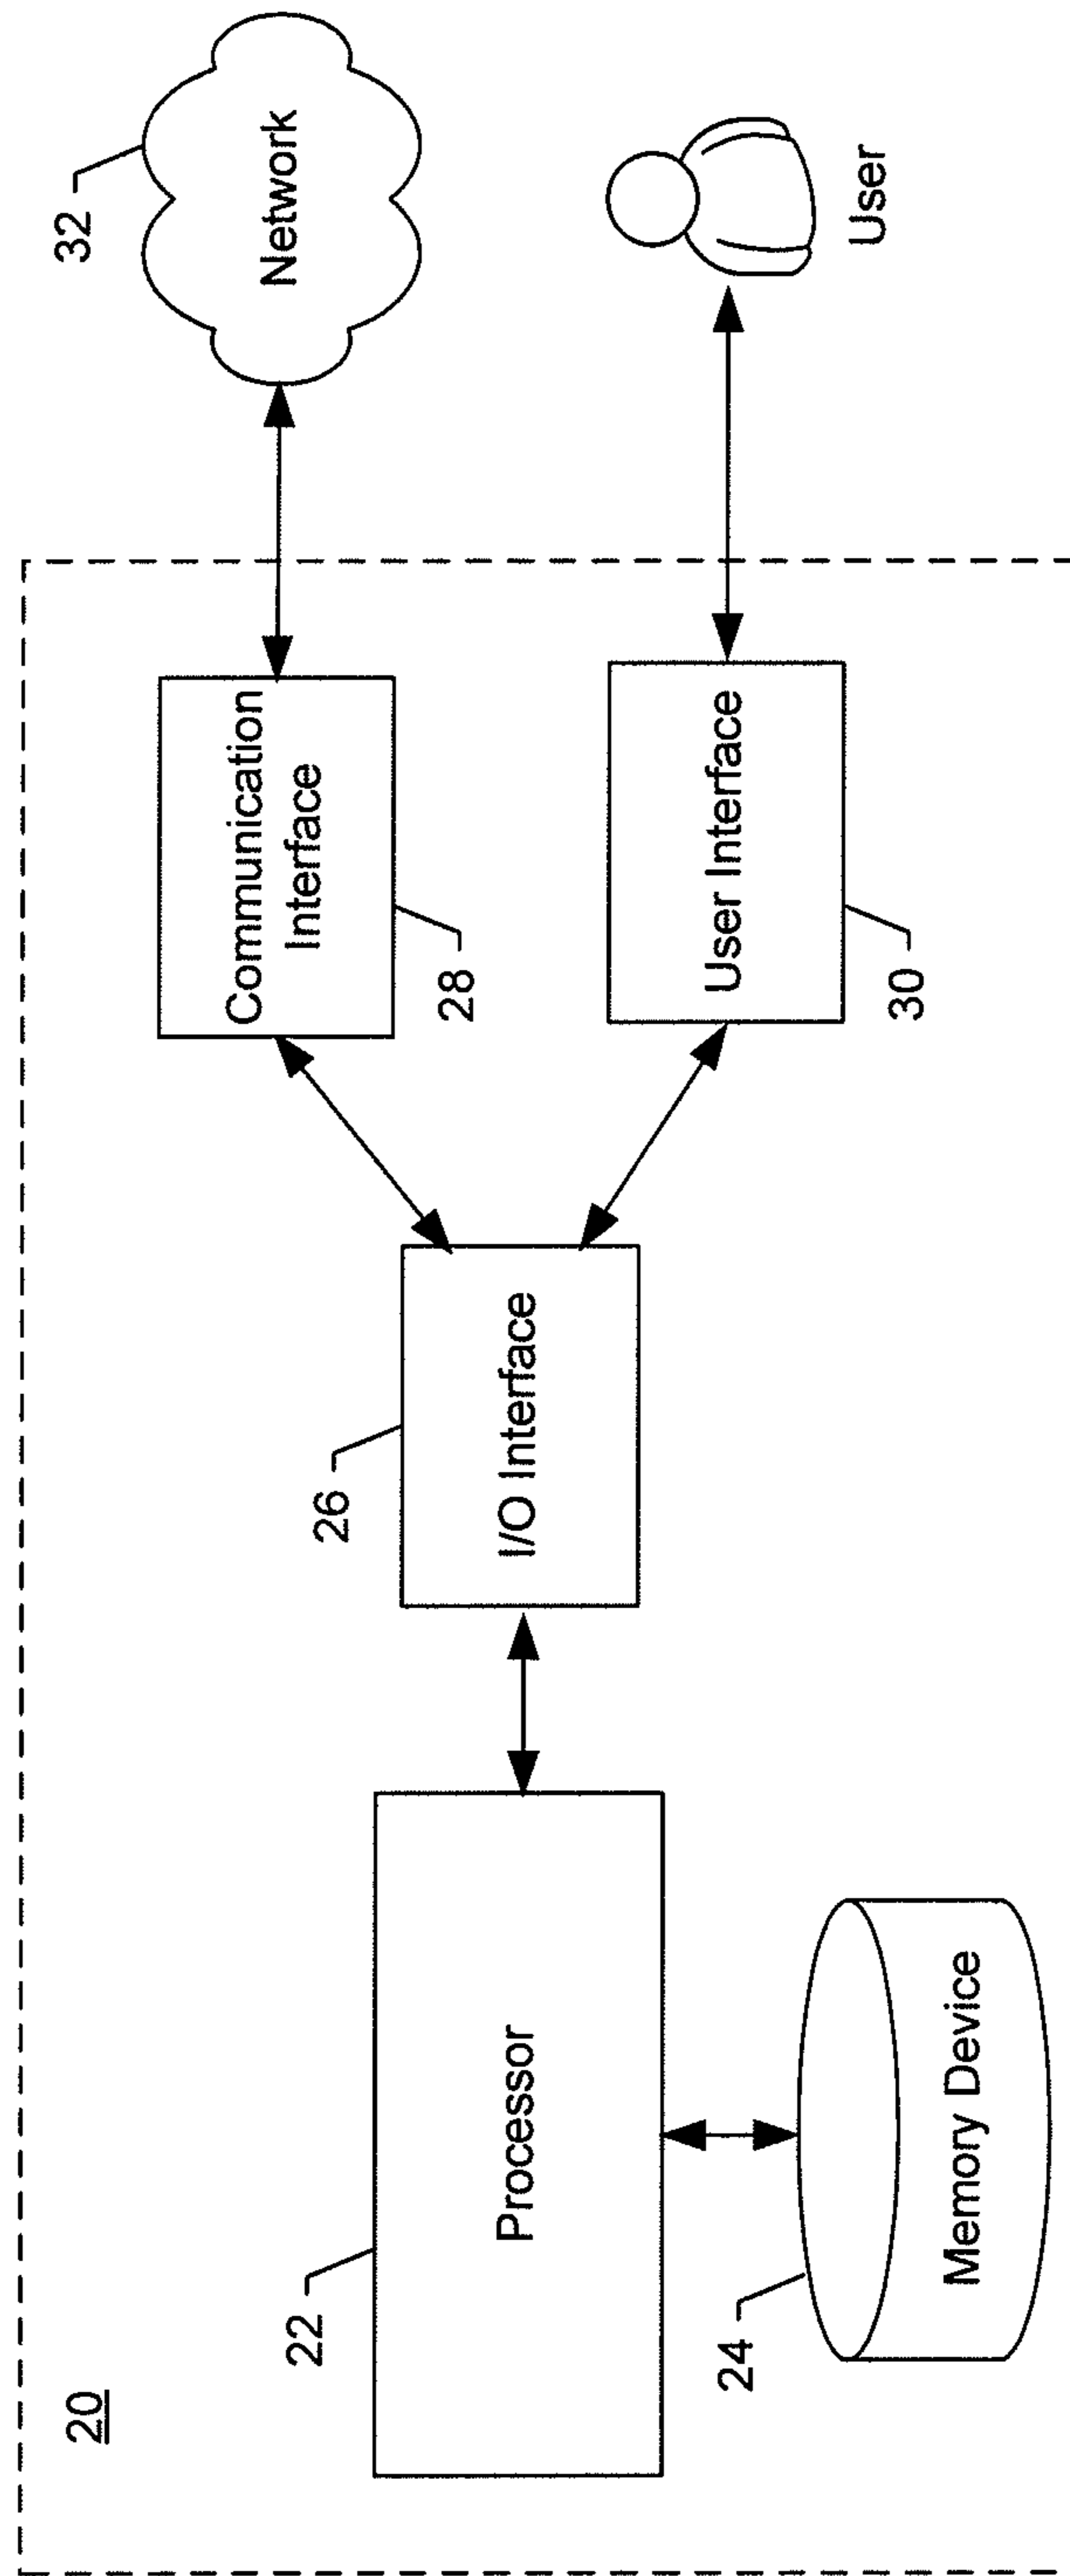 20
22
Processor
24
Memory Device
26
I/O Interface
28
Communication
Interface
30
User Interface
32
Network
User